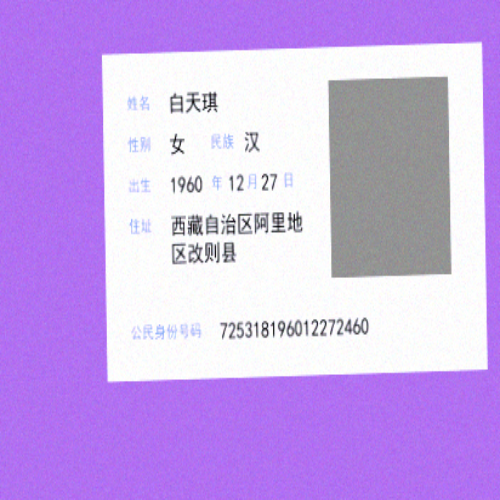 姓名 白天琪
性别 女 民族 汉
出生 1960 年 12 月 27 日
住址 西藏自治区阿里地
区改则县
公民身份号码 725318196012272460